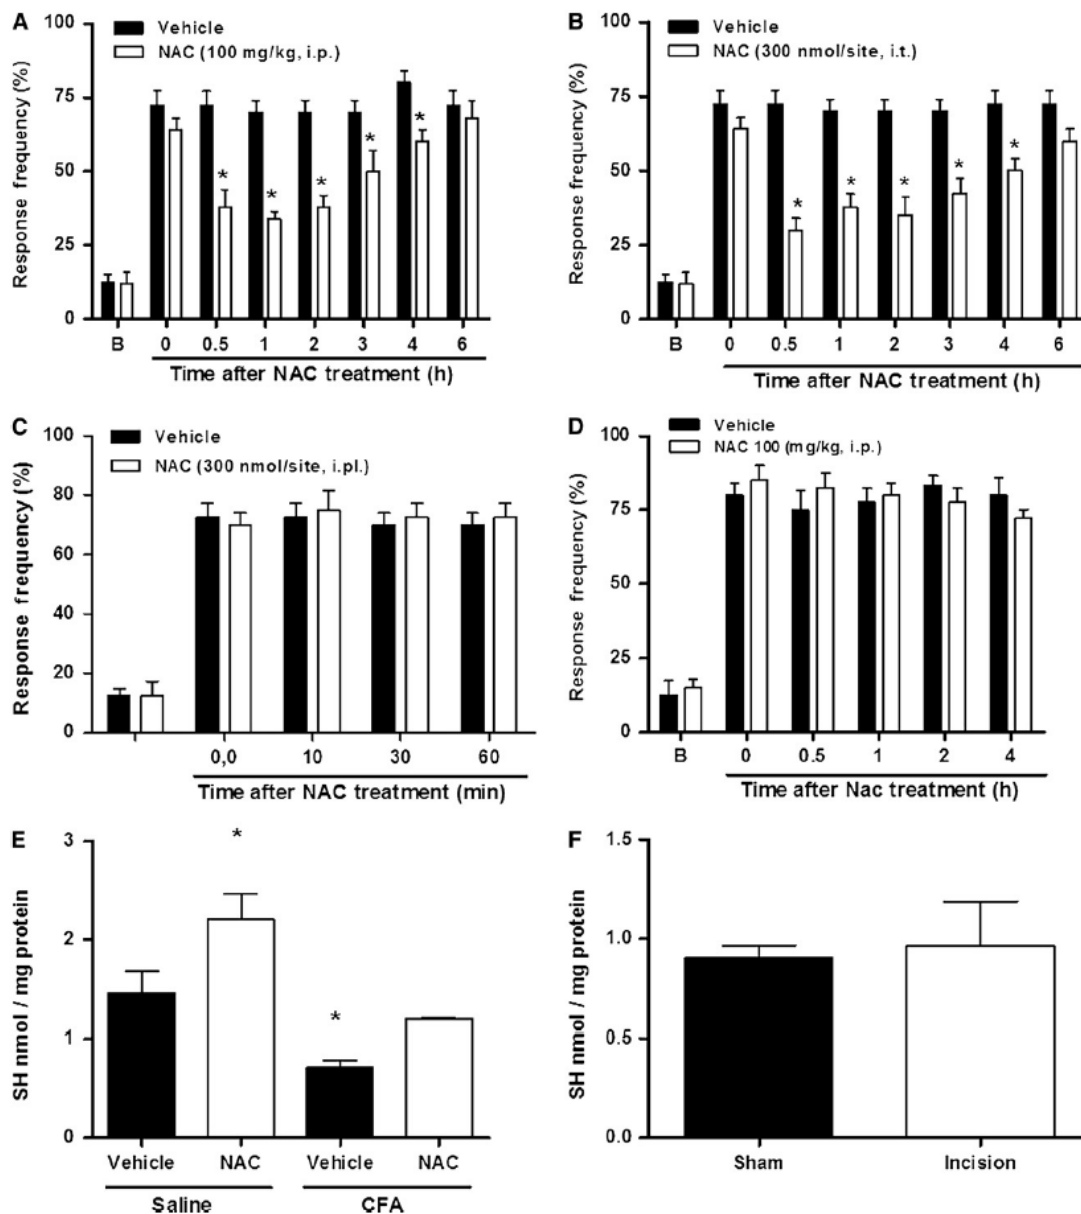 A
Vehicle
NAC (100 mg/kg, i.p.)
Response frequency (%)
100
75
50
25
0
* * * * *
B 0 0.5 1 2 3 4 6
Time after NAC treatment (h)
B
Vehicle
NAC (300 nmol/site, i.t.)
Response frequency (%)
100
75
50
25
0
* * * * *
B 0 0.5 1 2 3 4 6
Time after NAC treatment (h)
C
Vehicle
NAC (300 nmol/site, i.pl.)
Response frequency (%)
100
80
60
40
20
0
0,0 10 30 60
Time after NAC treatment (min)
D
Vehicle
NAC 100 (mg/kg, i.p.)
Response frequency (%)
100
75
50
25
0
B 0 0.5 1 2 4
Time after Nac treatment (h)
E
SH nmol / mg protein
3
2
1
0
* *
Vehicle NAC Vehicle NAC
Saline CFA
F
SH nmol / mg protein
1.5
1.0
0.5
0.0
Sham Incision